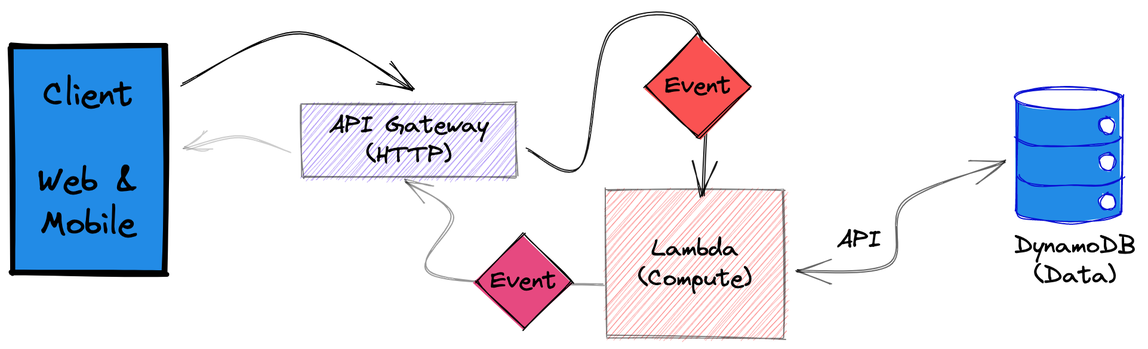 Client
Web &
Mobile
API Gateway
(HTTP)
Event
Event
Lambda
(Compute)
API
DynamoDB
(Data)